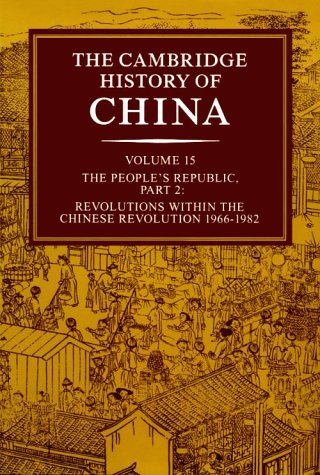 THE CAMBRIDGE
HISTORY OF
CHINA
VOLUME 15
THE PEOPLE'S REPUBLIC,
PART 2:
REVOLUTIONS WITHIN THE
CHINESE REVOLUTION 1966-1982